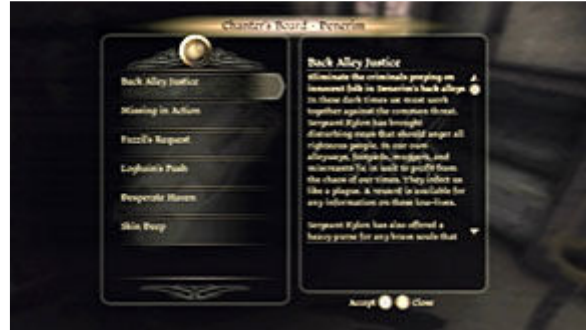 Chanter's Board - Denerim
Back Alley Justice
Missing in Action
Fazzil's Request
Loghain's Push
Desperate Haven
Skin Deep
Back Alley Justice
Eliminate the criminals preying on
innocent folk in Denerim's back alleys
In these dark times we must work
together against the common threat.
Sergeant Kylon has brought
disturbing news that should anger all
righteous people. In our own
alleyways, footpads, muggers, and
miscreants lie in wait to profit from
the chaos of our times. They infect us
like a plague. A reward is available for
any information on these low-lives.
Sergeant Kylon has also offered a
heavy purse for any brave souls that
Accept
Close